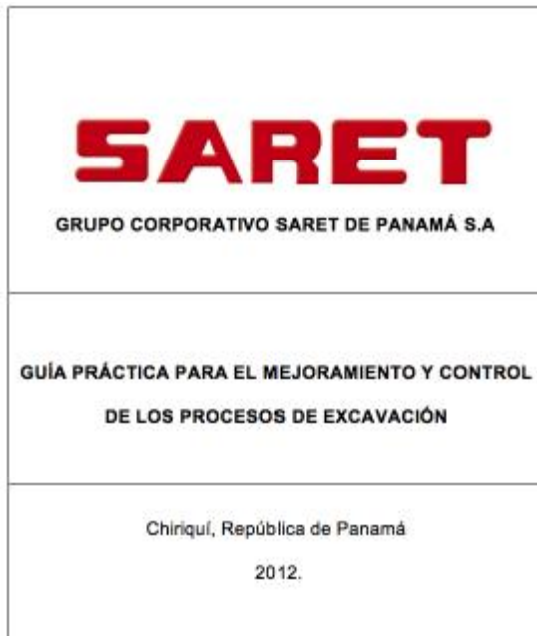 SARET
GRUPO CORPORATIVO SARET DE PANAMÁ S.A
GUÍA PRÁCTICA PARA EL MEJORAMIENTO Y CONTROL
DE LOS PROCESOS DE EXCAVACIÓN
Chiriquí, República de Panamá
2012.